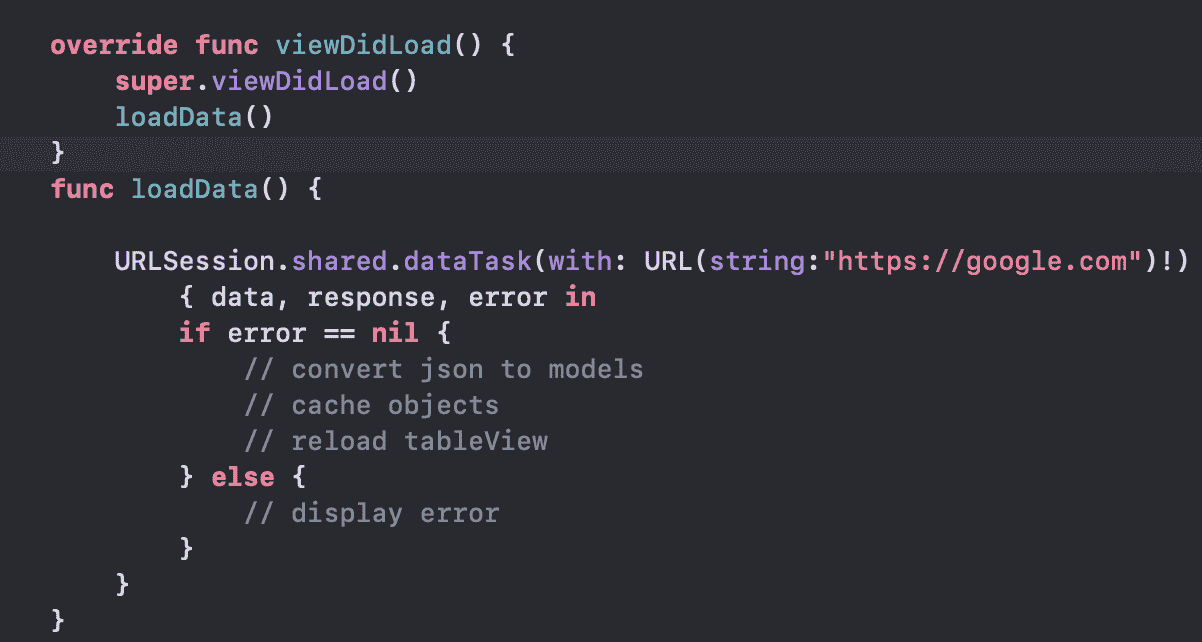 override func viewDidLoad() {
    super.viewDidLoad()
    loadData()
}
func loadData() {

    URLSession.shared.dataTask(with: URL(string:"https://google.com")!)
        { data, response, error in
        if error == nil {
            // convert json to models
            // cache objects
            // reload tableView
        } else {
            // display error
        }
    }
}